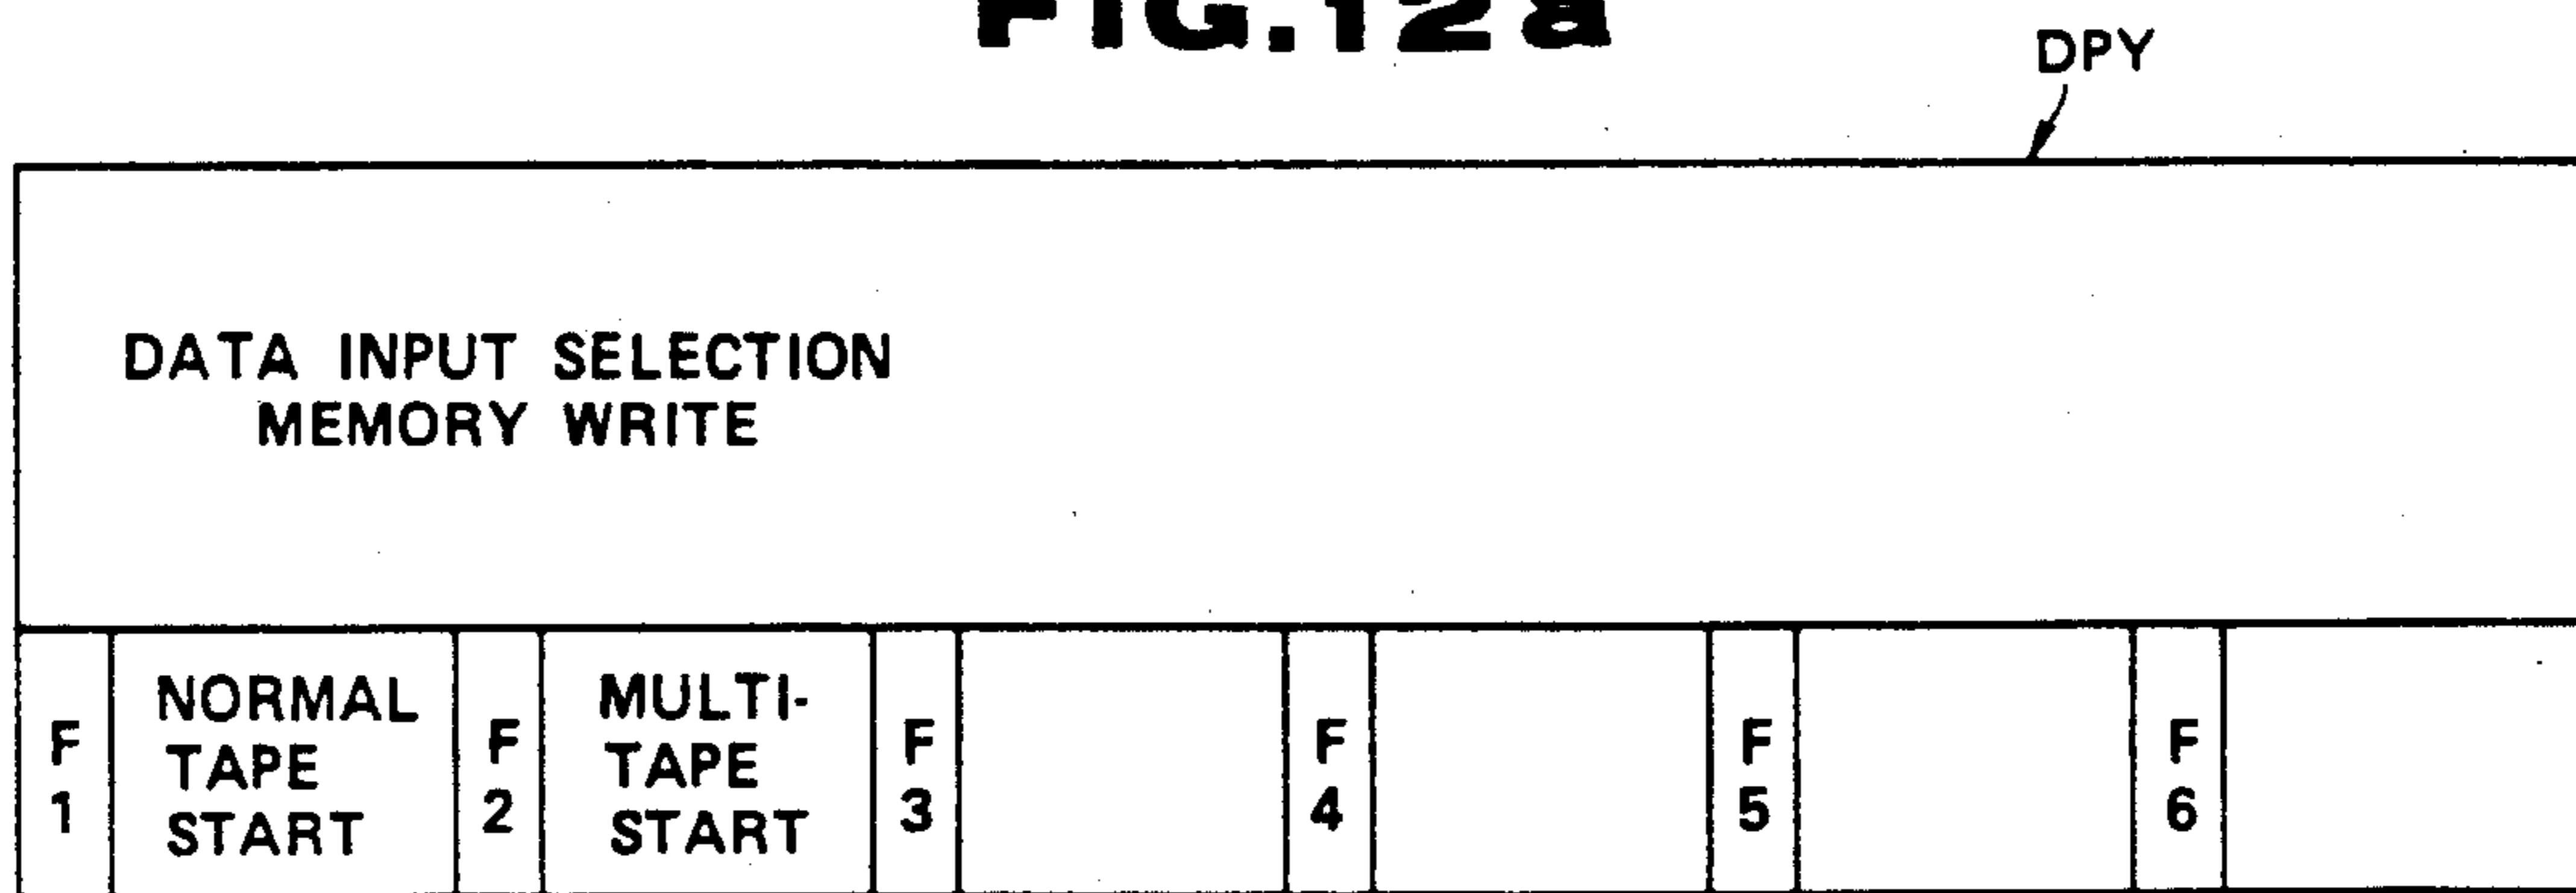 FIG.12a
DPY
DATA INPUT SELECTION
MEMORY WRITE
F
1
NORMAL
TAPE
START
F
2
MULTI-
TAPE
START
F
3
F
4
F
5
F
6